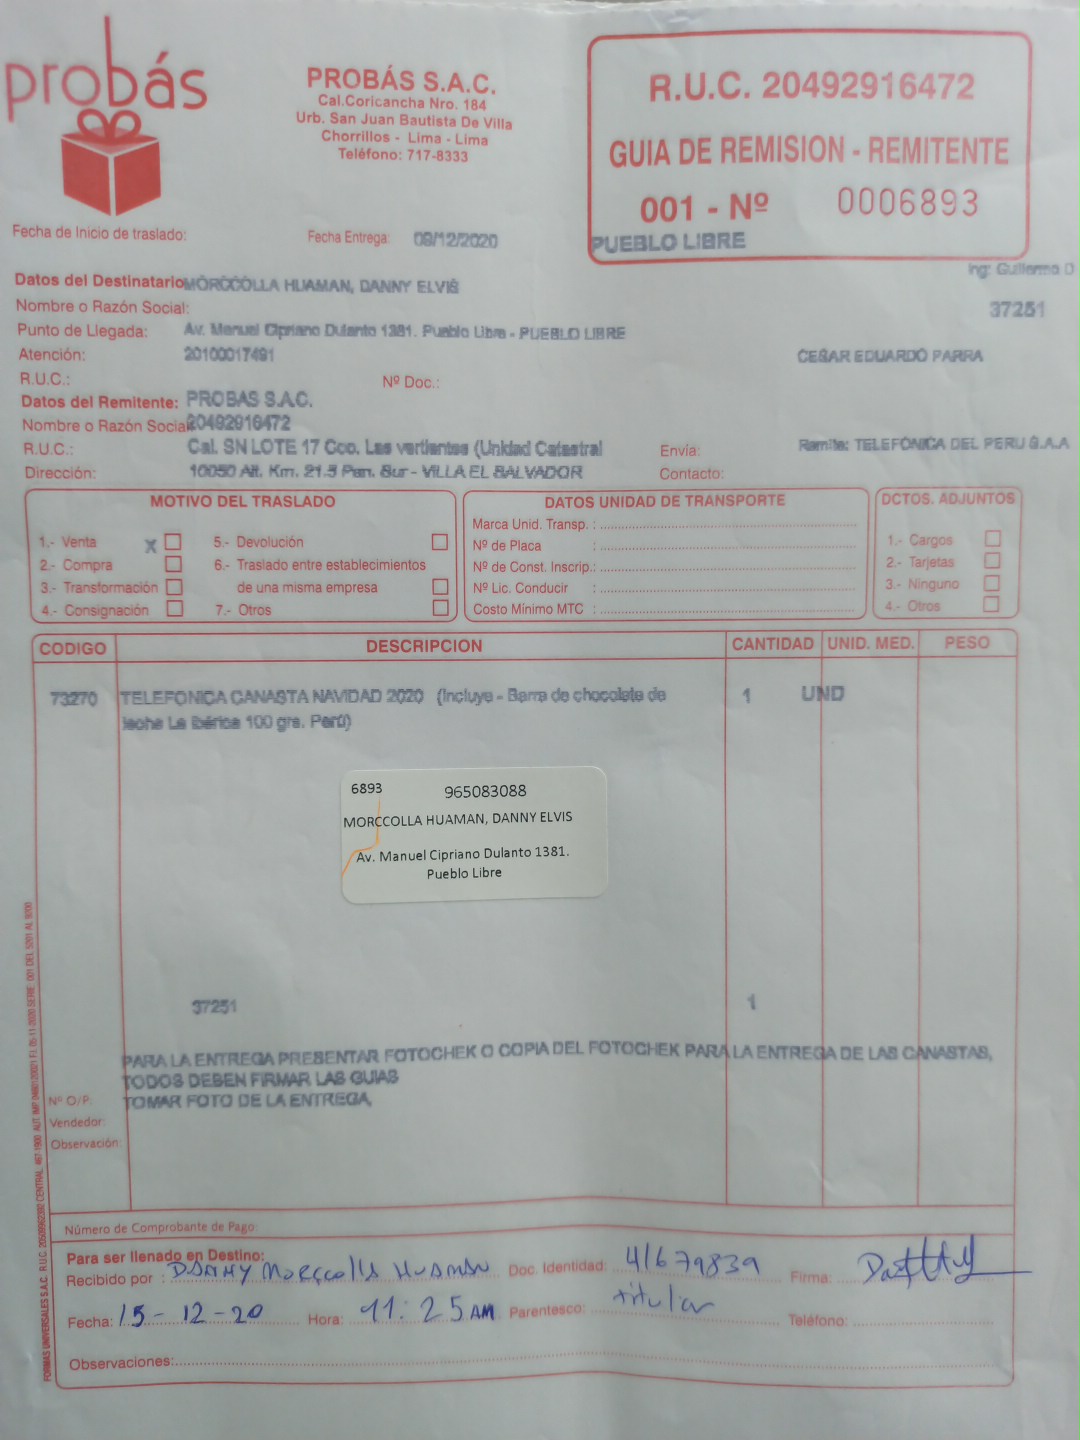 probás
PROBÁS S.A.C.
Cal.Coricancha Nro. 184
Urb. San Juan Bautista De Villa
Chorrillos - Lima - Lima
Teléfono: 717-8333
R.U.C. 20492916472
GUIA DE REMISION - REMITENTE
001 - Nº 0006893
PUEBLO LIBRE
Fecha de Inicio de traslado:
Fecha Entrega: 09/12/2020
Ing: Guillermo D
Datos del Destinatario MORCCOLLA HUAMAN, DANNY ELVIS
Nombre o Razón Social:
37251
Punto de Llegada: Av. Manuel Cipriano Dulanto 1381. Pueblo Libre - PUEBLO LIBRE
Atención: 20100017491
CESAR EDUARDO PARRA
R.U.C.: Nº Doc.:
Datos del Remitente: PROBAS S.A.C.
Nombre o Razón Social 20492916472
R.U.C.: Cal. SN LOTE 17 Coo. Las vertientes (Unidad Catastral
Envía: Remite: TELEFONICA DEL PERU S.A.A
Dirección: 10050 Alt. Km. 21.5 Pan. Sur - VILLA EL SALVADOR
Contacto:
MOTIVO DEL TRASLADO
1.- Venta X
2.- Compra
3.- Transformación
4.- Consignación
5.- Devolución
6.- Traslado entre establecimientos
de una misma empresa
7.- Otros
DATOS UNIDAD DE TRANSPORTE
Marca Unid. Transp. :
Nº de Placa :
Nº de Const. Inscrip.:
Nº Lic. Conducir :
Costo Mínimo MTC :
DCTOS. ADJUNTOS
1.- Cargos
2.- Tarjetas
3.- Ninguno
4.- Otros
CODIGO DESCRIPCION CANTIDAD UNID. MED. PESO
73270 TELEFONICA CANASTA NAVIDAD 2020 (Incluye - Barra de chocolate de 1 UND
leche La Ibérica 100 grs. Perú)
6893 965083088
MORCCOLLA HUAMAN, DANNY ELVIS
Av. Manuel Cipriano Dulanto 1381.
Pueblo Libre
37251 1
PARA LA ENTREGA PRESENTAR FOTOCHEK O COPIA DEL FOTOCHEK PARA LA ENTREGA DE LAS CANASTAS,
TODOS DEBEN FIRMAR LAS GUIAS
TOMAR FOTO DE LA ENTREGA,
Nº O/P.
Vendedor:
Observación:
Número de Comprobante de Pago:
Para ser llenado en Destino:
Recibido por : DANNY MORCCOLLA HUAMAN Doc. Identidad: 41679839 Firma:
Fecha: 15-12-20 Hora: 11:25 AM Parentesco: titular Teléfono:
Observaciones: